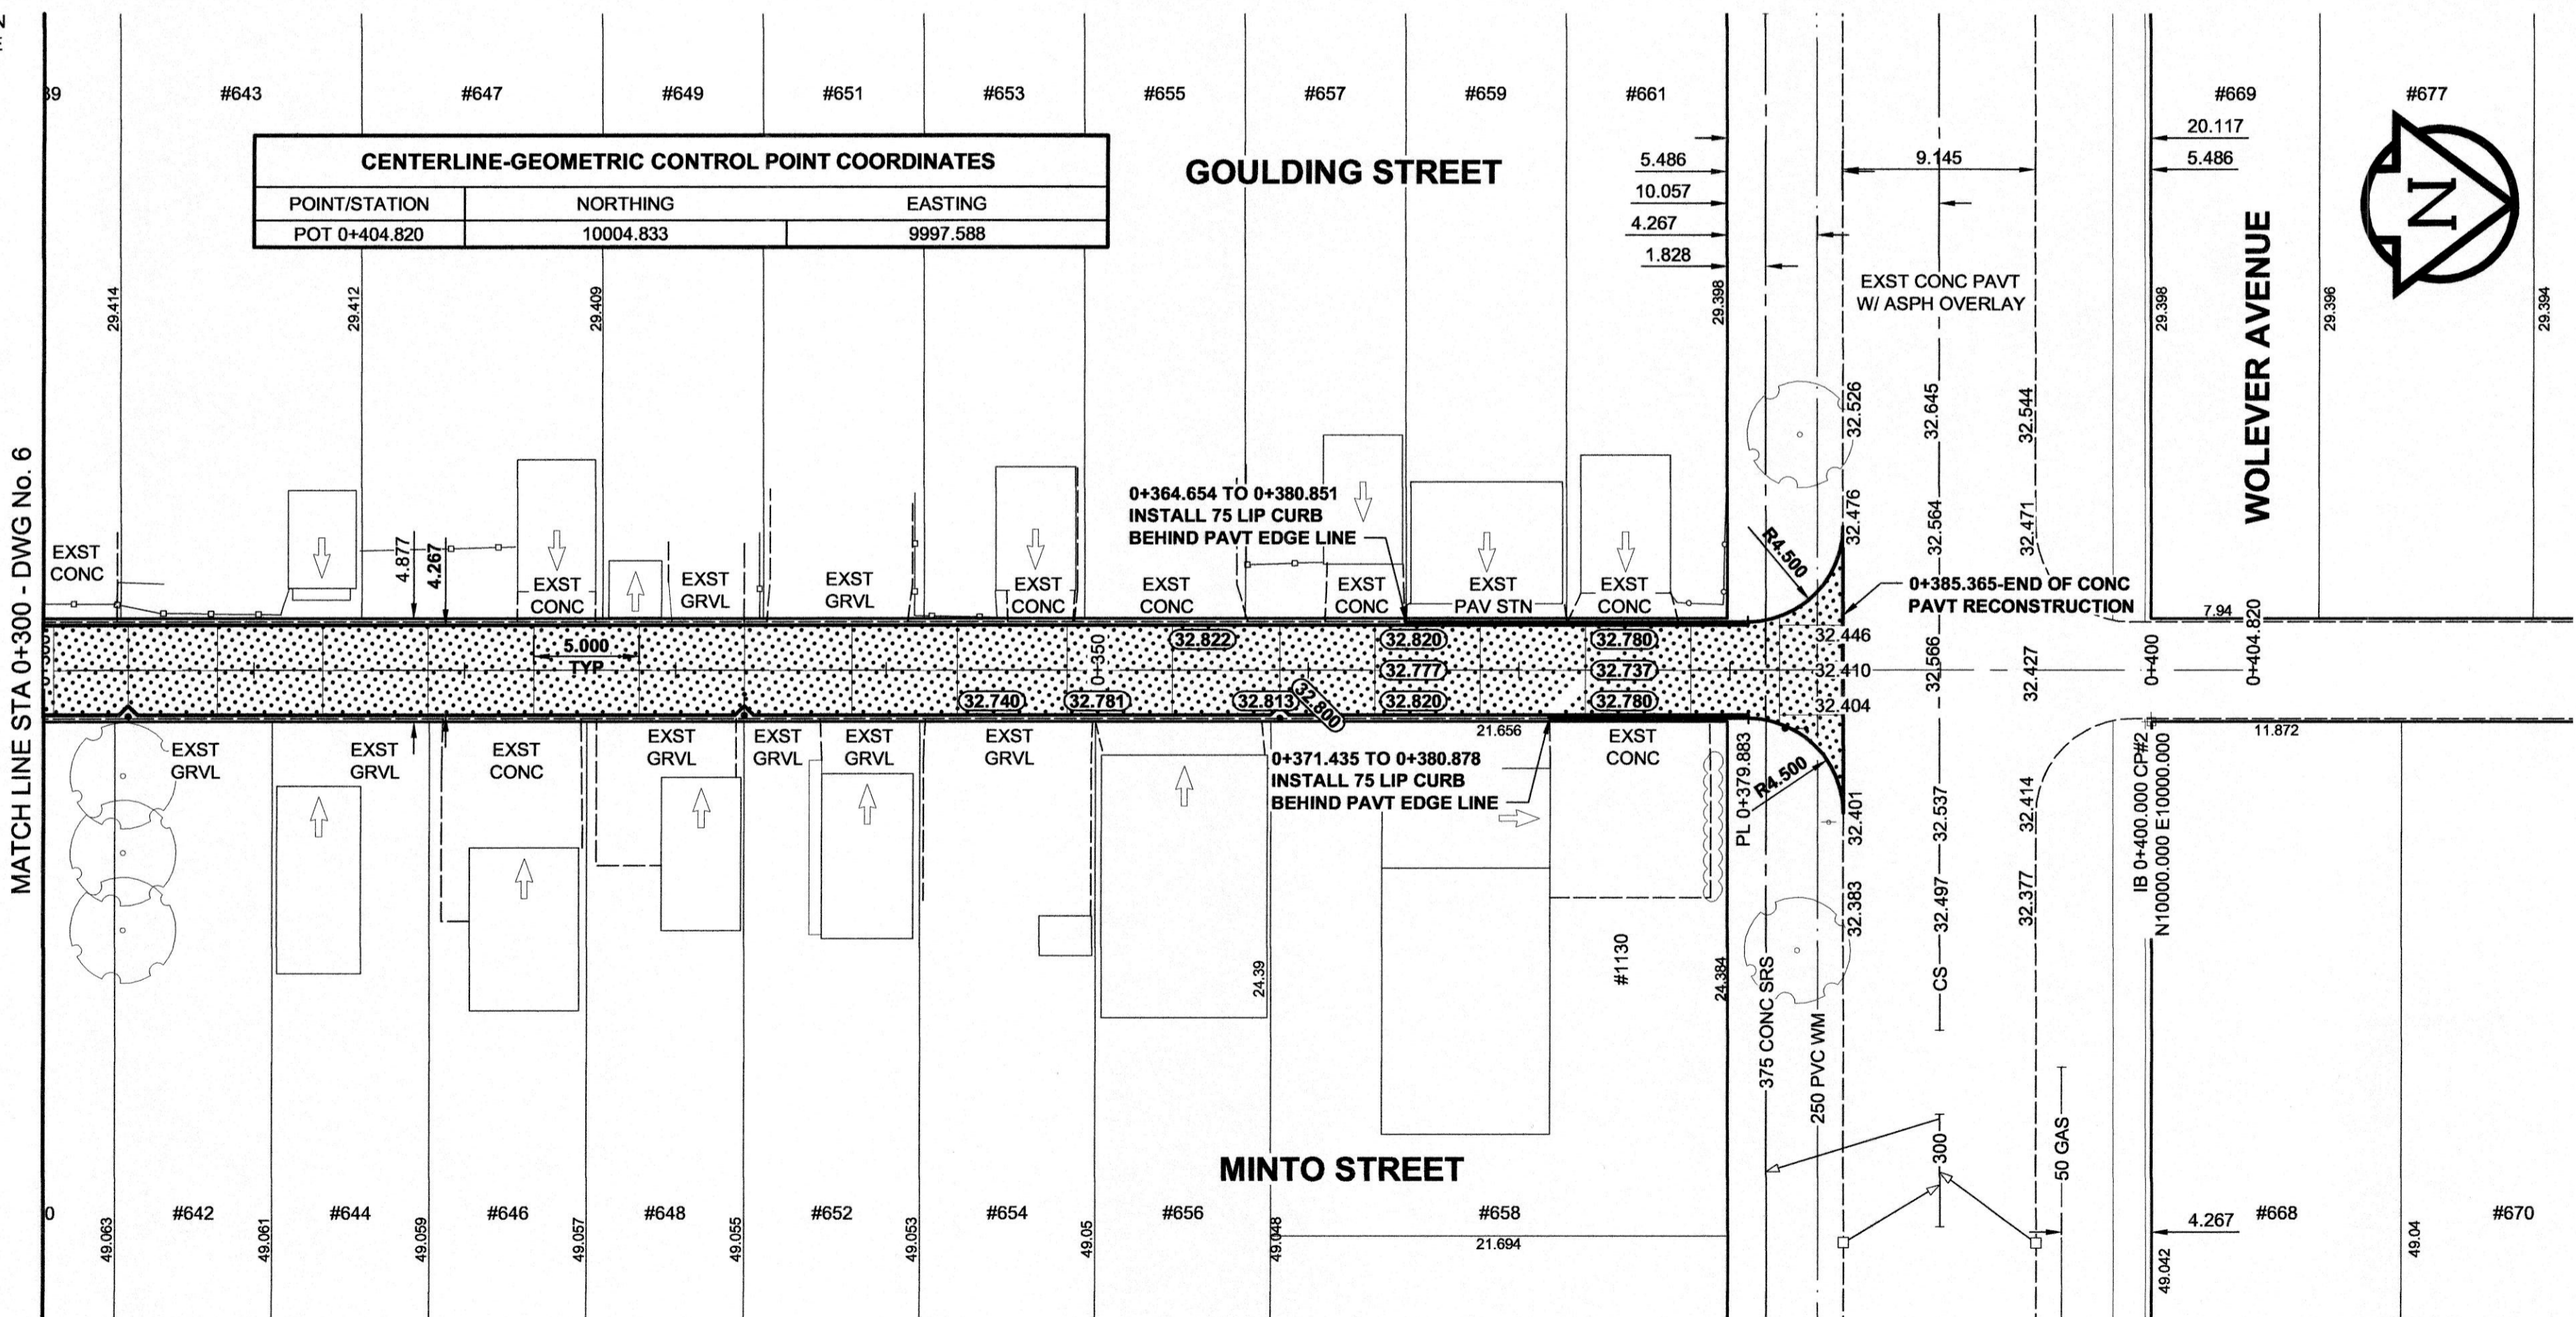 #643
#647
#649
#651
#653
#655
#657
#659
#661
#669
#677
CENTERLINE-GEOMETRIC CONTROL POINT COORDINATES
POINT/STATION NORTHING EASTING
POT 0+404.820 10004.833 9997.588
GOULDING STREET
20.117
5.486
9.145
5.486
10.057
4.267
1.828
N
EXST CONC PAVT
W/ ASPH OVERLAY
WOLEVER AVENUE
29.414
29.412
29.409
29.398
29.398
29.396
29.394
32.526
32.645
32.544
32.476
32.564
32.471
MATCH LINE STA 0+300 - DWG No. 6
EXST
CONC
4.877
4.267
EXST
CONC
EXST
GRVL
EXST
GRVL
EXST
CONC
EXST
CONC
EXST
CONC
EXST
PAV STN
EXST
CONC
0+364.654 TO 0+380.851
INSTALL 75 LIP CURB
BEHIND PAVT EDGE LINE
R4.500
0+385.365-END OF CONC
PAVT RECONSTRUCTION
7.94
5.000
TYP
0+350
32.822
32.820
32.780
32.777
32.737
32.740
32.781
32.813
32.800
32.820
32.780
32.446
32.410
32.404
32.566
32.427
0+400
0+404.820
21.656
11.872
EXST
GRVL
EXST
GRVL
EXST
CONC
EXST
GRVL
EXST
GRVL
EXST
GRVL
EXST
GRVL
EXST
CONC
0+371.435 TO 0+380.878
INSTALL 75 LIP CURB
BEHIND PAVT EDGE LINE
PL 0+379.883
R4.500
32.401
32.537
32.414
32.383
32.497
32.377
IB 0+400.000 CP#2
N10000.000 E10000.000
24.39
#1130
24.384
375 CONC SRS
250 PVC WM
CS
300
50 GAS
MINTO STREET
#642
#644
#646
#648
#652
#654
#656
#658
#668
#670
21.694
4.267
49.063
49.061
49.059
49.057
49.055
49.053
49.05
49.048
49.042
49.04